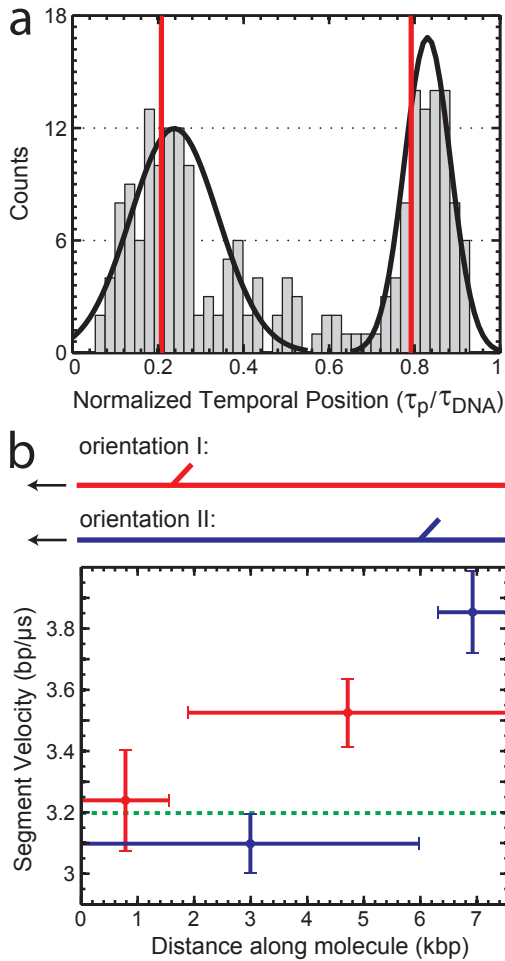 a
18
12
6
0
Counts
0 0.2 0.4 0.6 0.8 1
Normalized Temporal Position (τp/τDNA)
b
orientation I:
orientation II:
3.8
3.6
3.4
3.2
3
Segment Velocity (bp/µs)
0 1 2 3 4 5 6 7
Distance along molecule (kbp)